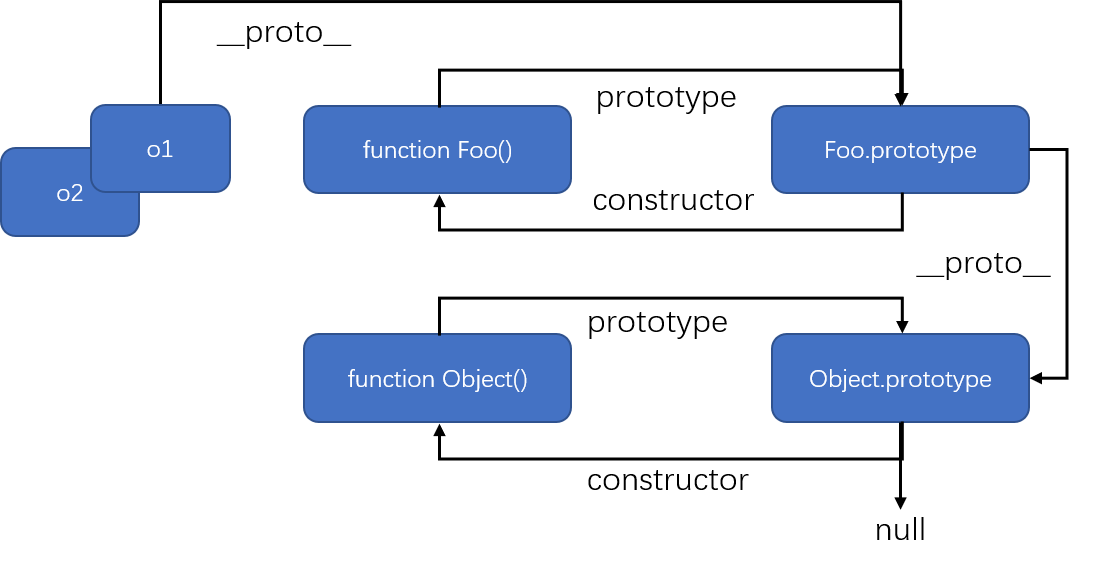 __proto__
prototype
o1
function Foo()
Foo.prototype
o2
constructor
__proto__
prototype
function Object()
Object.prototype
constructor
null